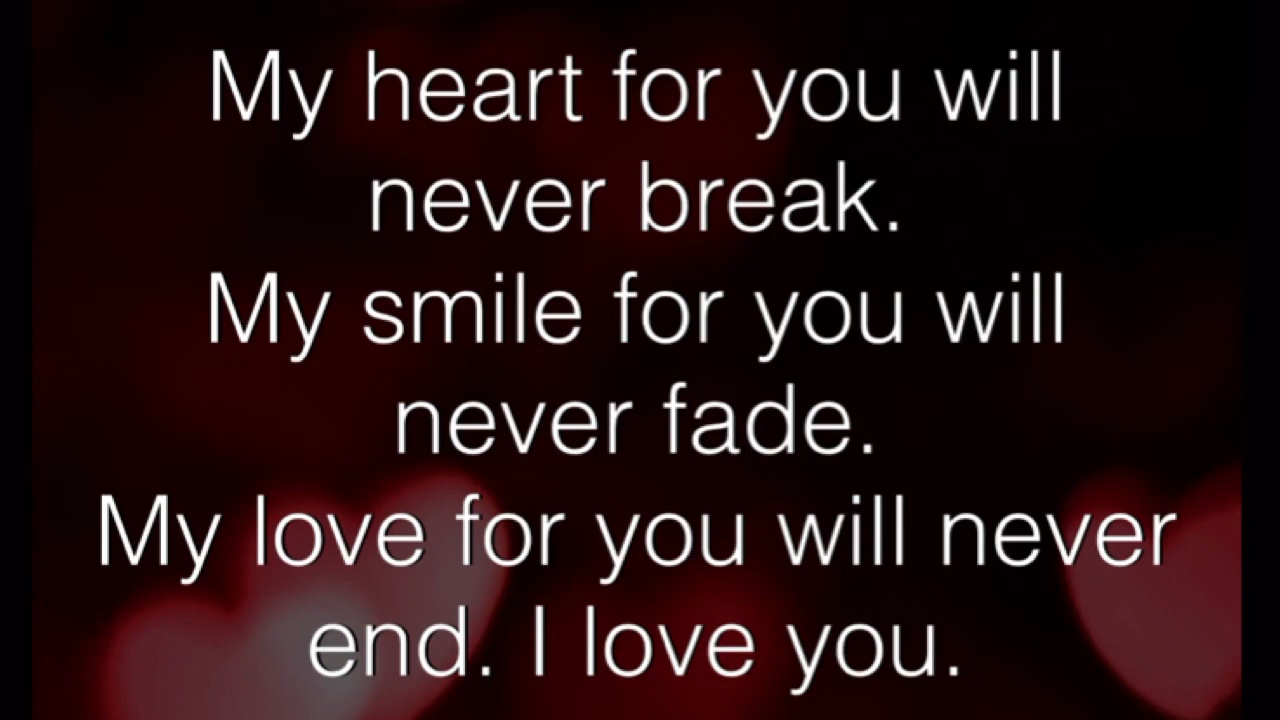 My heart for you will
never break.
My smile for you will
never fade.
My love for you will never
end. I love you.